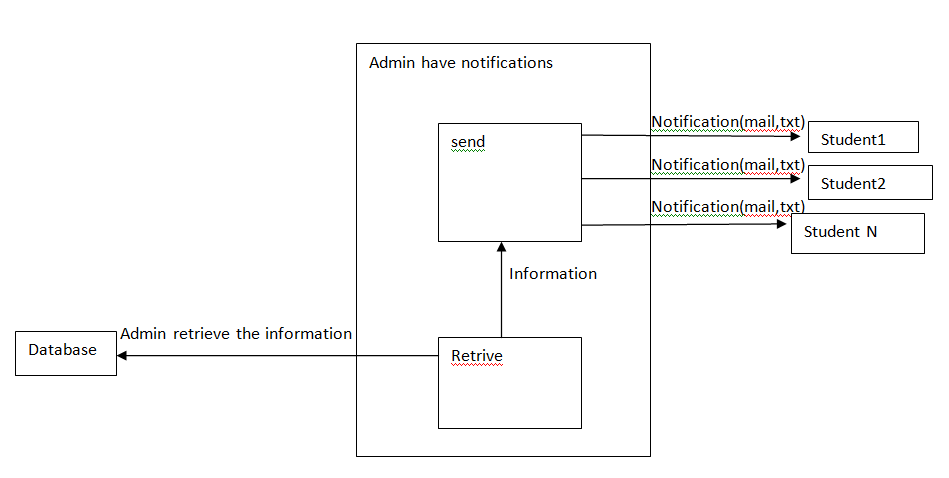 Admin have notifications
send
Notification(mail,txt)
Student1
Notification(mail,txt)
Student2
Notification(mail,txt)
Student N
Information
Admin retrieve the information
Database
Retrive